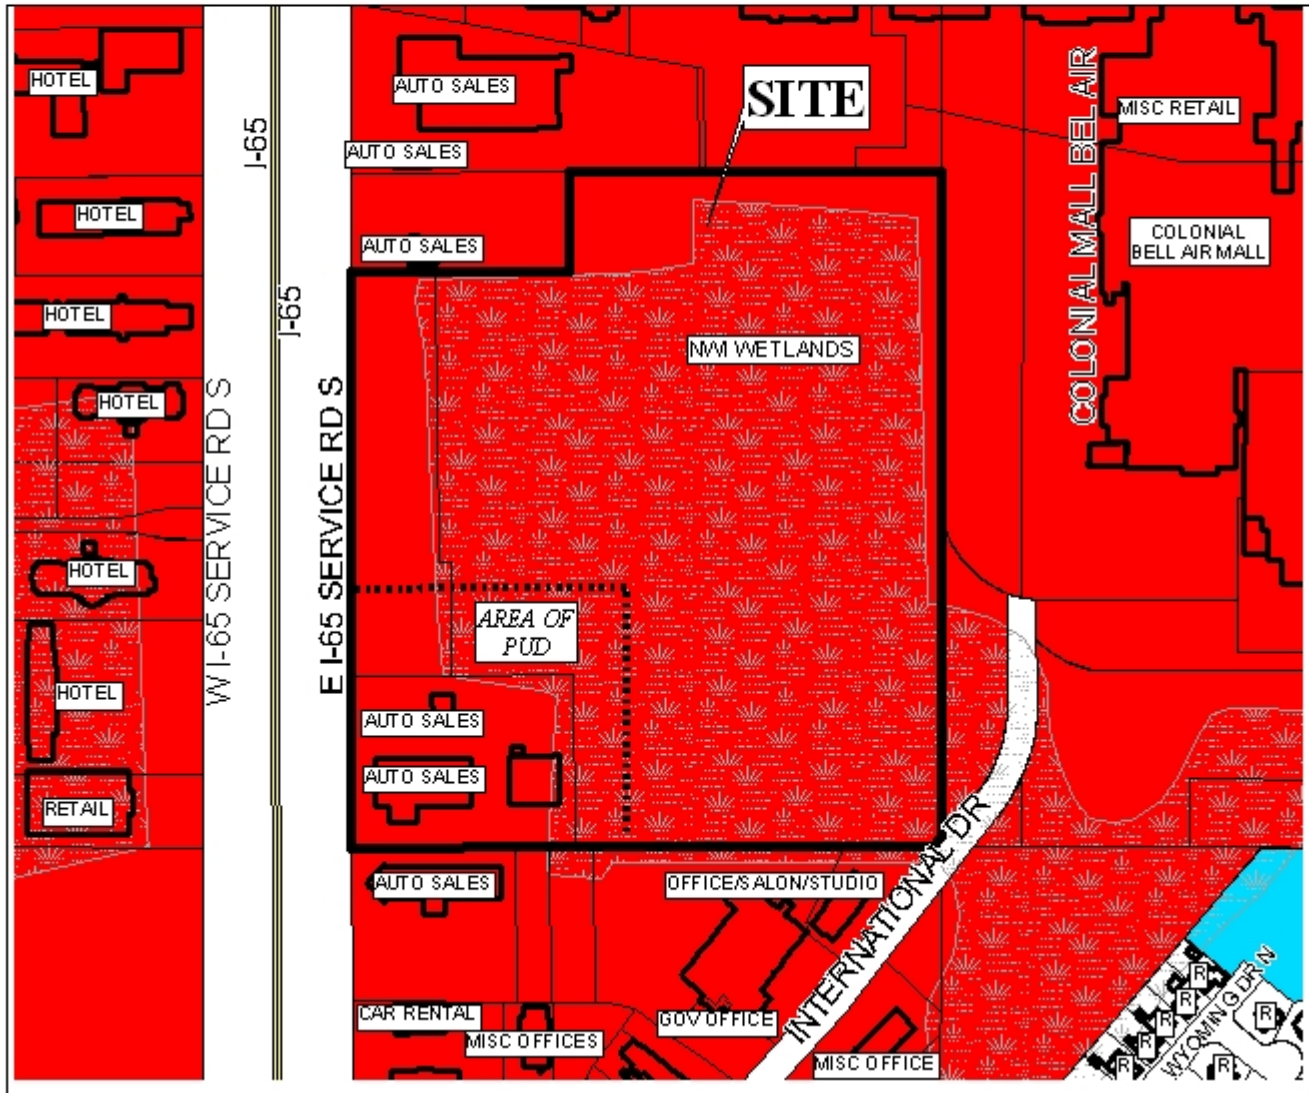 HOTEL
AUTO SALES
SITE
MISC RETAIL
I-65
AUTO SALES
COLONIAL MALL BEL AIR
HOTEL
AUTO SALES
COLONIAL
BELL AIR MALL
HOTEL
I-65
NWI WETLANDS
HOTEL
W I-65 SERVICE RD S
E I-65 SERVICE RD S
HOTEL
AREA OF
PUD
HOTEL
AUTO SALES
AUTO SALES
RETAIL
INTERNATIONAL DR
AUTO SALES
OFFICE/SALON/STUDIO
CAR RENTAL
MISC OFFICES
GOV OFFICE
MISC OFFICE
WYOMING DR N
R
R
R
R
R
R
R